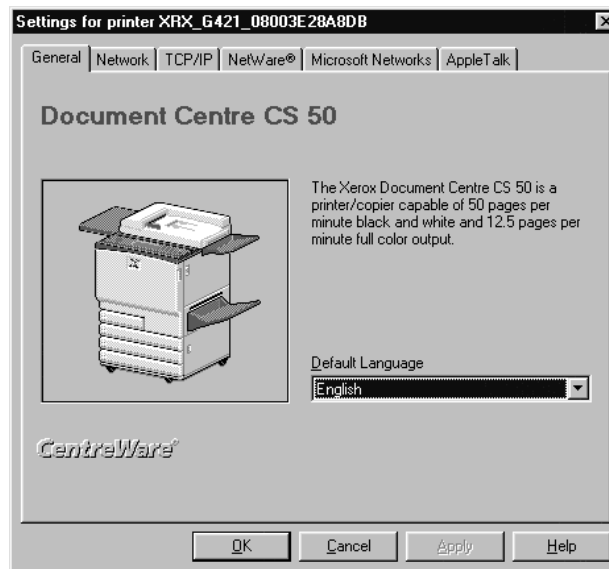 Settings for printer XRX_G421_08003E28A8DB
General Network TCP/IP NetWare® Microsoft Networks AppleTalk
Document Centre CS 50
The Xerox Document Centre CS 50 is a
printer/copier capable of 50 pages per
minute black and white and 12.5 pages per
minute full color output.
Default Language
English
CentreWare®
OK Cancel Apply Help